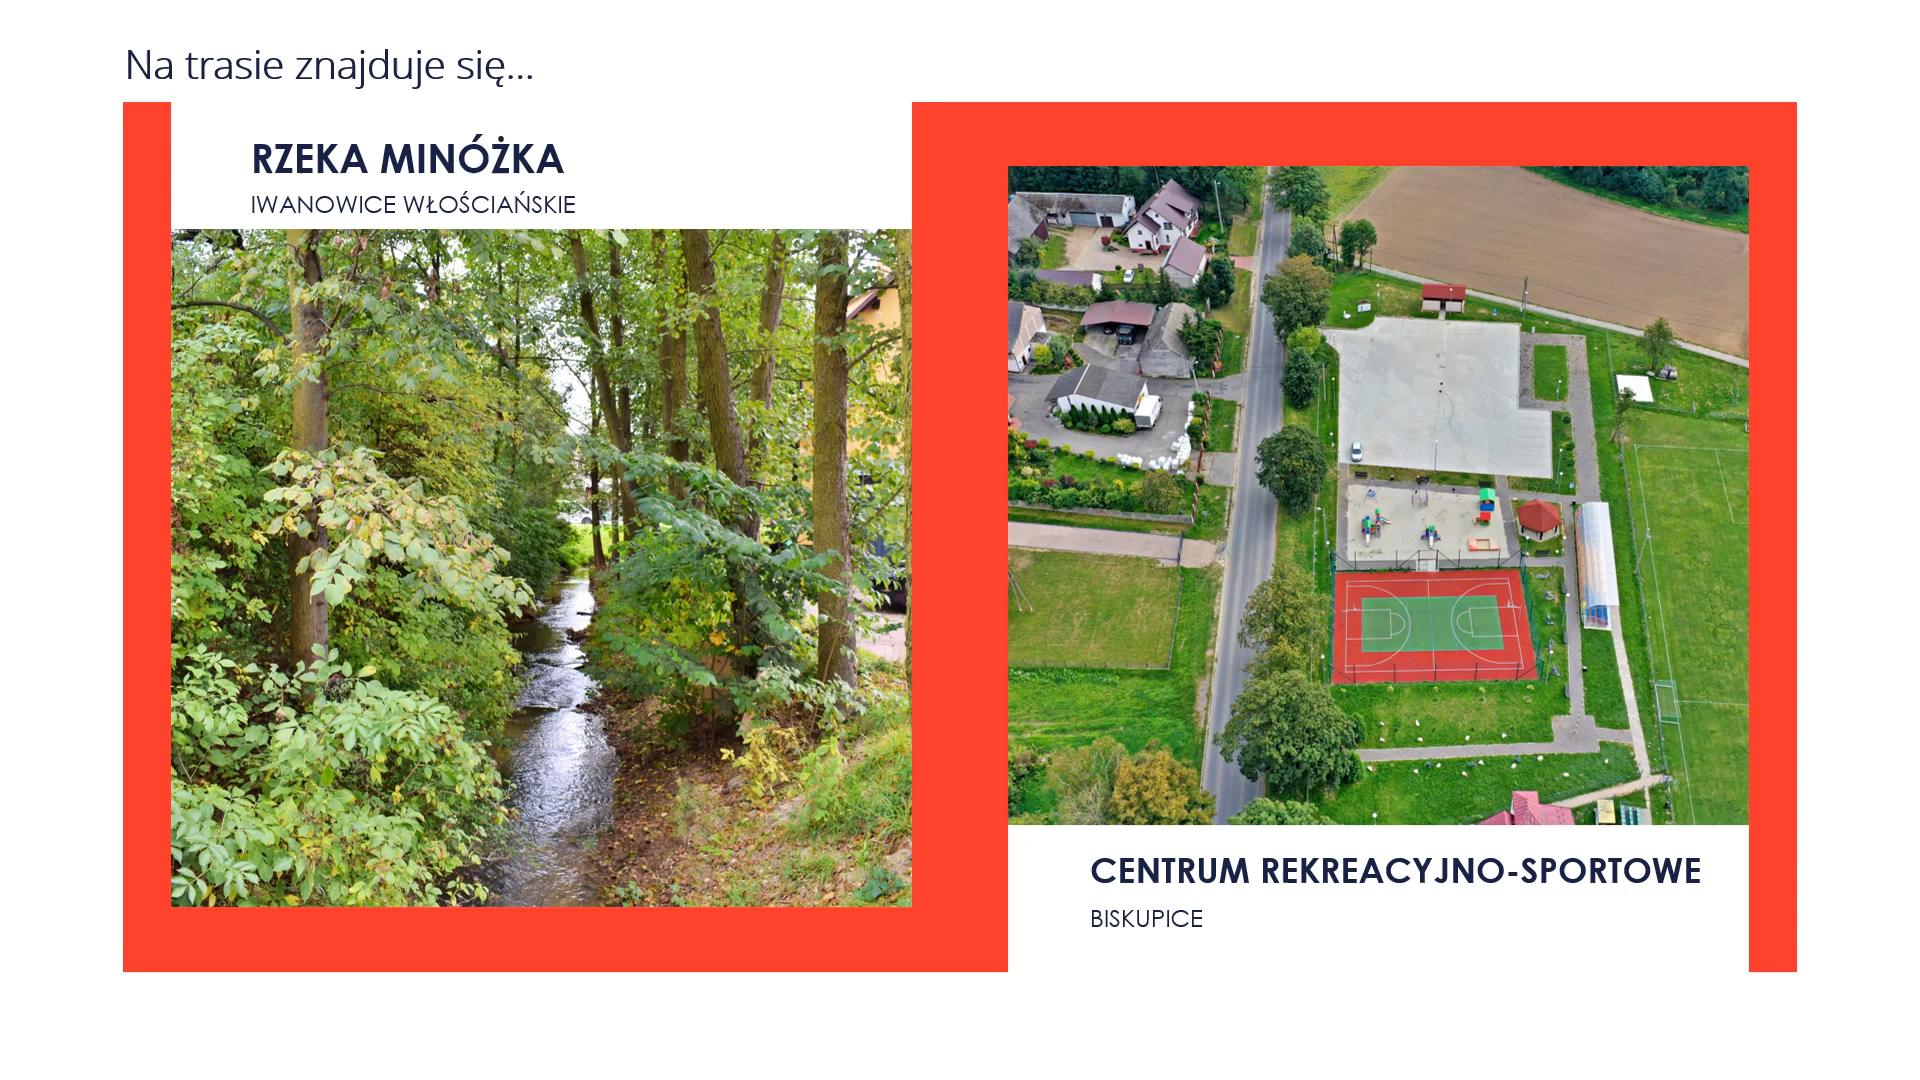 Na trasie znajduje się...
RZEKA MINÓŻKA
IWANOWICE WŁOŚCIAŃSKIE
CENTRUM REKREACYJNO-SPORTOWE
BISKUPICE